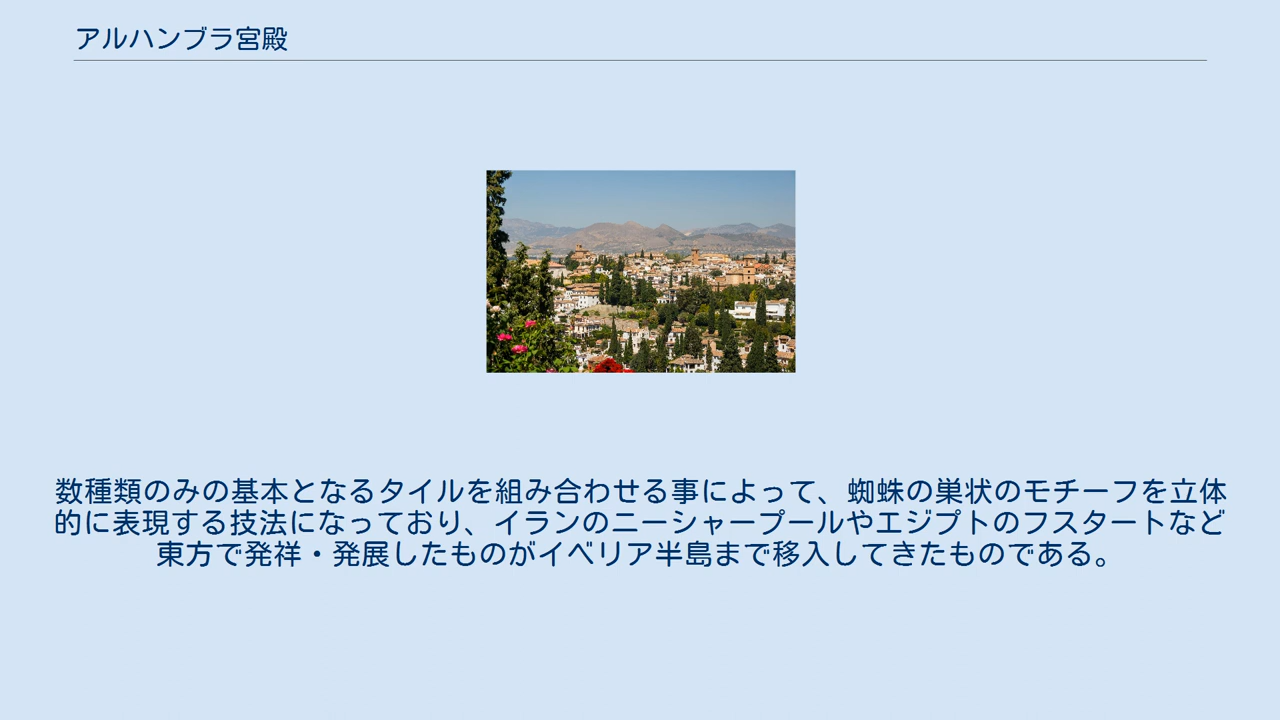 アルハンブラ宮殿
数種類のみの基本となるタイルを組み合わせる事によって、蜘蛛の巣状のモチーフを立体
的に表現する技法になっており、イランのニーシャープールやエジプトのフスタートなど
東方で発祥・発展したものがイベリア半島まで移入してきたものである。